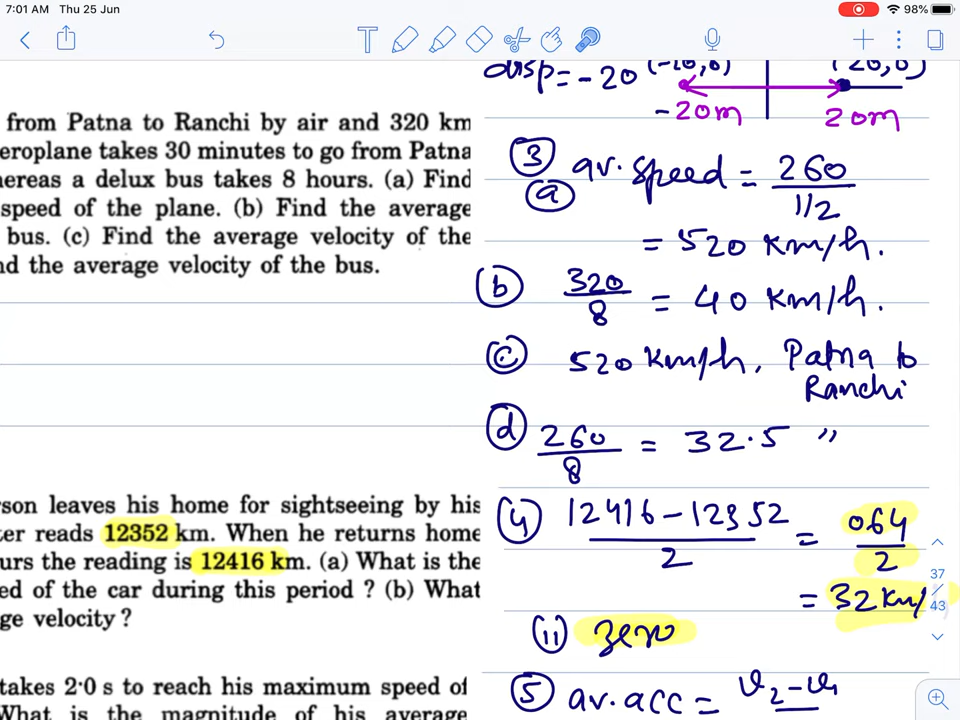 7:01 AM Thu 25 Jun
98%
disp = - 20 (-20,0) (20,0)
-20m 20m
from Patna to Ranchi by air and 320 km
eroplane takes 30 minutes to go from Patna
hereas a delux bus takes 8 hours. (a) Find
speed of the plane. (b) Find the average
bus. (c) Find the average velocity of the
nd the average velocity of the bus.
③ av. speed = 260
ⓐ 1/2
= 520 km/h.
ⓑ 320 = 40 km/h.
8
ⓒ 520 km/h, Patna to
Ranchi
ⓓ 260 = 32.5 "
8
rson leaves his home for sightseeing by his
ter reads 12352 km. When he returns home
urs the reading is 12416 km. (a) What is the
ed of the car during this period ? (b) What
ge velocity ?
④ 12416-12352 = 064
2 2
= 32 km/
(ii) zero
takes 2·0 s to reach his maximum speed of
What is the magnitude of his average
⑤ av. acc = v2-v1
37
/
43